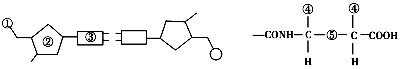 ① ② ③
④ ④
—CONH—C—⑤—C—COOH
H H